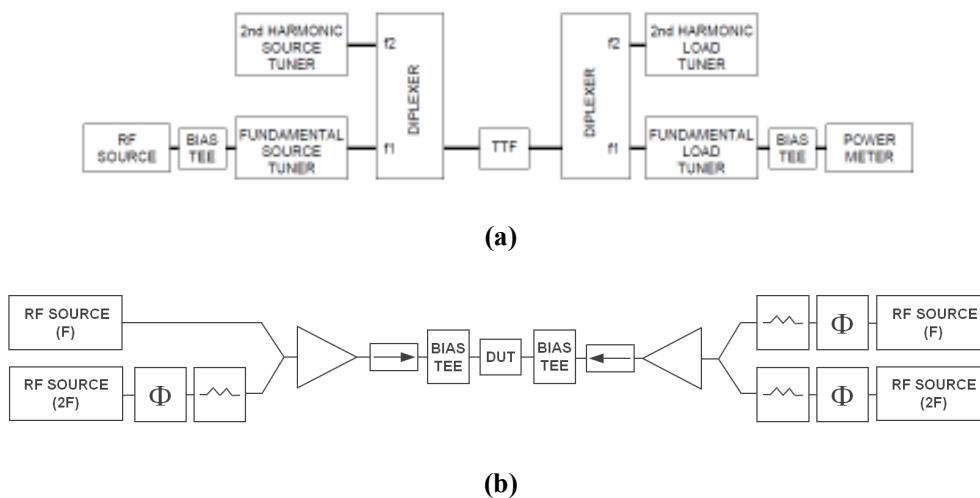 2nd HARMONIC
SOURCE
TUNER
f2
DIPLEXER
f2
2nd HARMONIC
LOAD
TUNER
RF
SOURCE
BIAS
TEE
FUNDAMENTAL
SOURCE
TUNER
f1
TTF
DIPLEXER
f1
FUNDAMENTAL
LOAD
TUNER
BIAS
TEE
POWER
METER
(a)
RF SOURCE
(F)
RF SOURCE
(2F)
Φ
BIAS
TEE
DUT
BIAS
TEE
Φ
RF SOURCE
(F)
Φ
RF SOURCE
(2F)
(b)